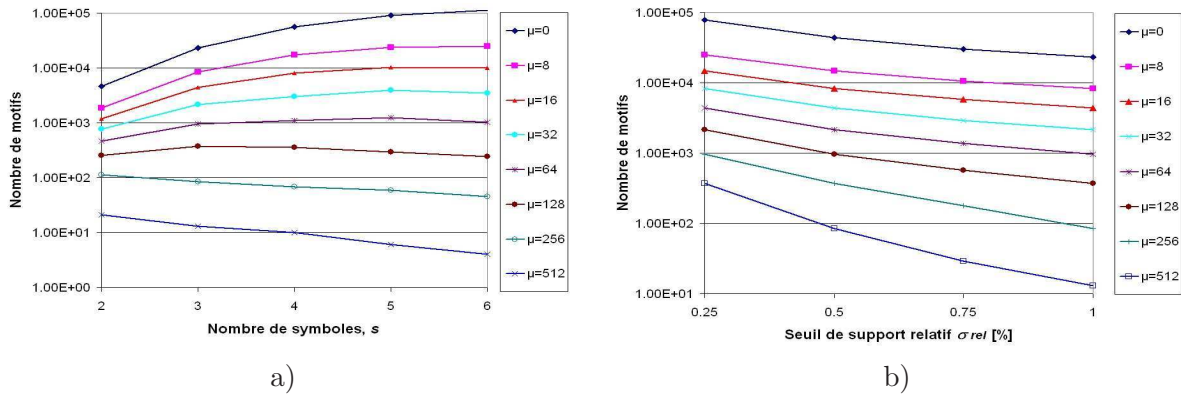 1.00E+05
1.00E+04
1.00E+03
1.00E+02
1.00E+01
1.00E+00
Nombre de motifs
2 3 4 5 6
Nombre de symboles, s
μ=0
μ=8
μ=16
μ=32
μ=64
μ=128
μ=256
μ=512
a)
1.00E+05
1.00E+04
1.00E+03
1.00E+02
1.00E+01
Nombre de motifs
0.25 0.5 0.75 1
Seuil de support relatif σ rel [%]
μ=0
μ=8
μ=16
μ=32
μ=64
μ=128
μ=256
μ=512
b)